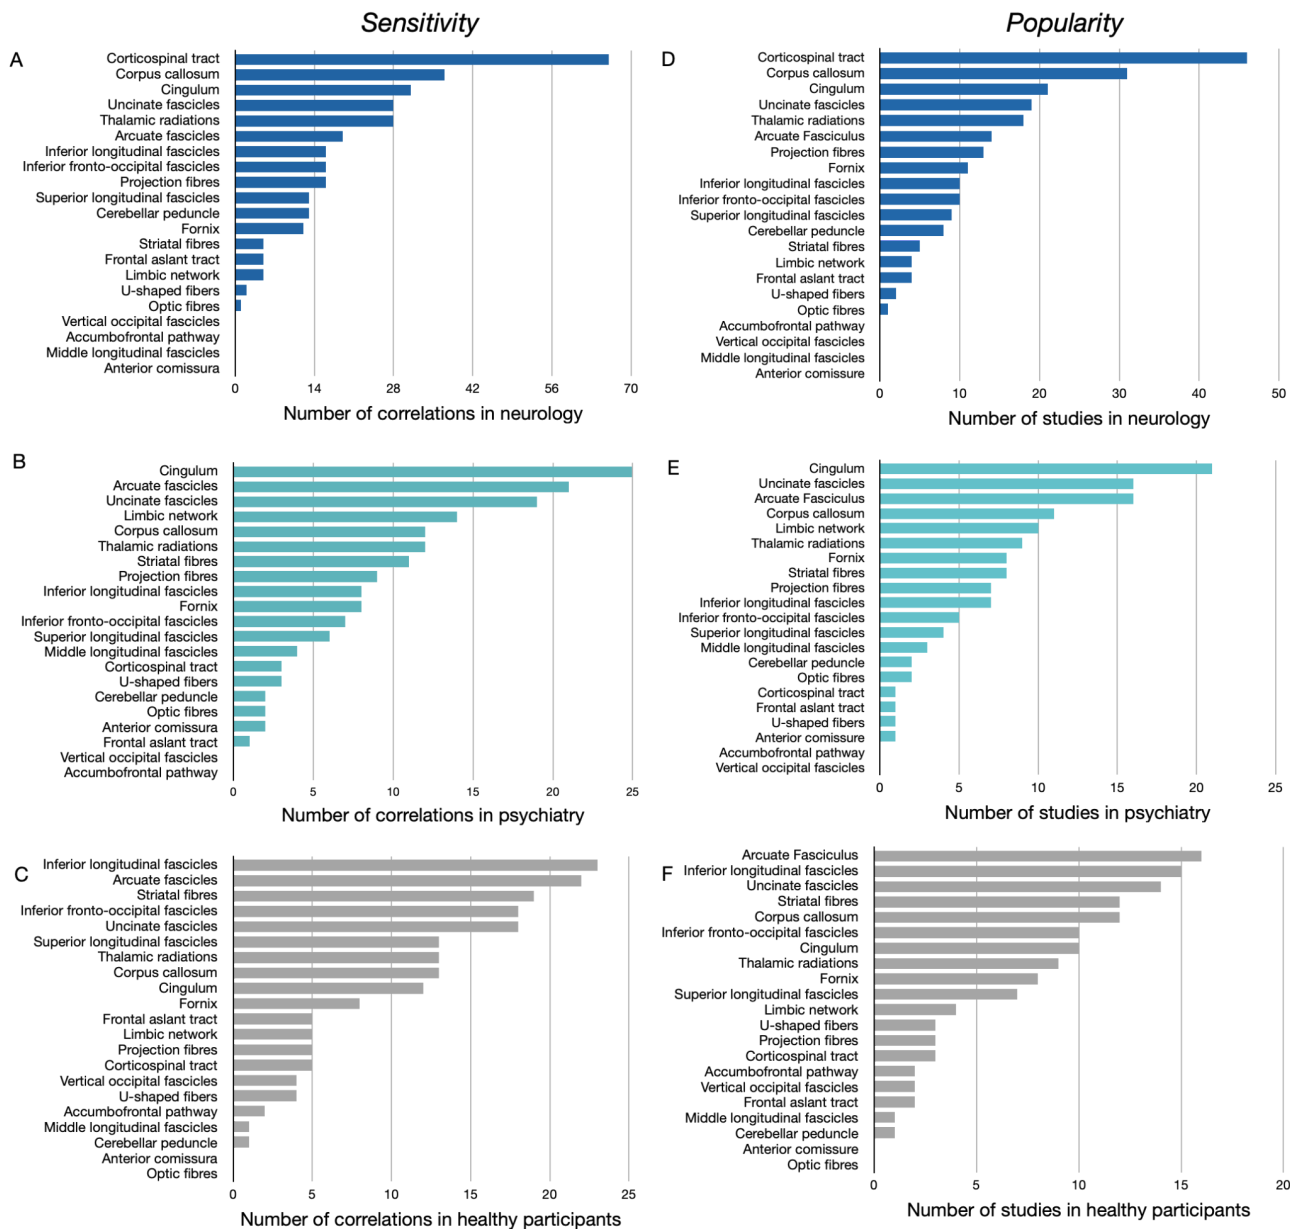 Sensitivity
Popularity
A
Corticospinal tract
Corpus callosum
Cingulum
Uncinate fascicles
Thalamic radiations
Arcuate fascicles
Inferior longitudinal fascicles
Inferior fronto-occipital fascicles
Projection fibres
Superior longitudinal fascicles
Cerebellar peduncle
Fornix
Striatal fibres
Frontal aslant tract
Limbic network
U-shaped fibers
Optic fibres
Vertical occipital fascicles
Accumbofrontal pathway
Middle longitudinal fascicles
Anterior comissura
0 14 28 42 56 70
Number of correlations in neurology
D
Corticospinal tract
Corpus callosum
Cingulum
Uncinate fascicles
Thalamic radiations
Arcuate Fasciculus
Projection fibres
Fornix
Inferior longitudinal fascicles
Inferior fronto-occipital fascicles
Superior longitudinal fascicles
Cerebellar peduncle
Striatal fibres
Limbic network
Frontal aslant tract
U-shaped fibers
Optic fibres
Accumbofrontal pathway
Vertical occipital fascicles
Middle longitudinal fascicles
Anterior comissure
0 10 20 30 40 50
Number of studies in neurology
B
Cingulum
Arcuate fascicles
Uncinate fascicles
Limbic network
Corpus callosum
Thalamic radiations
Striatal fibres
Projection fibres
Inferior longitudinal fascicles
Fornix
Inferior fronto-occipital fascicles
Superior longitudinal fascicles
Middle longitudinal fascicles
Corticospinal tract
U-shaped fibers
Cerebellar peduncle
Optic fibres
Anterior comissura
Frontal aslant tract
Vertical occipital fascicles
Accumbofrontal pathway
0 5 10 15 20 25
Number of correlations in psychiatry
E
Cingulum
Uncinate fascicles
Arcuate Fasciculus
Corpus callosum
Limbic network
Thalamic radiations
Fornix
Striatal fibres
Projection fibres
Inferior longitudinal fascicles
Inferior fronto-occipital fascicles
Superior longitudinal fascicles
Middle longitudinal fascicles
Cerebellar peduncle
Optic fibres
Corticospinal tract
Frontal aslant tract
U-shaped fibers
Anterior comissure
Accumbofrontal pathway
Vertical occipital fascicles
0 5 10 15 20 25
Number of studies in psychiatry
C
Inferior longitudinal fascicles
Arcuate fascicles
Striatal fibres
Inferior fronto-occipital fascicles
Uncinate fascicles
Superior longitudinal fascicles
Thalamic radiations
Corpus callosum
Cingulum
Fornix
Frontal aslant tract
Limbic network
Projection fibres
Corticospinal tract
Vertical occipital fascicles
U-shaped fibers
Accumbofrontal pathway
Middle longitudinal fascicles
Cerebellar peduncle
Anterior comissura
Optic fibres
0 5 10 15 20 25
Number of correlations in healthy participants
F
Arcuate Fasciculus
Inferior longitudinal fascicles
Uncinate fascicles
Striatal fibres
Corpus callosum
Inferior fronto-occipital fascicles
Cingulum
Thalamic radiations
Fornix
Superior longitudinal fascicles
Limbic network
U-shaped fibers
Projection fibres
Corticospinal tract
Accumbofrontal pathway
Vertical occipital fascicles
Frontal aslant tract
Middle longitudinal fascicles
Cerebellar peduncle
Anterior comissure
Optic fibres
0 5 10 15 20
Number of studies in healthy participants